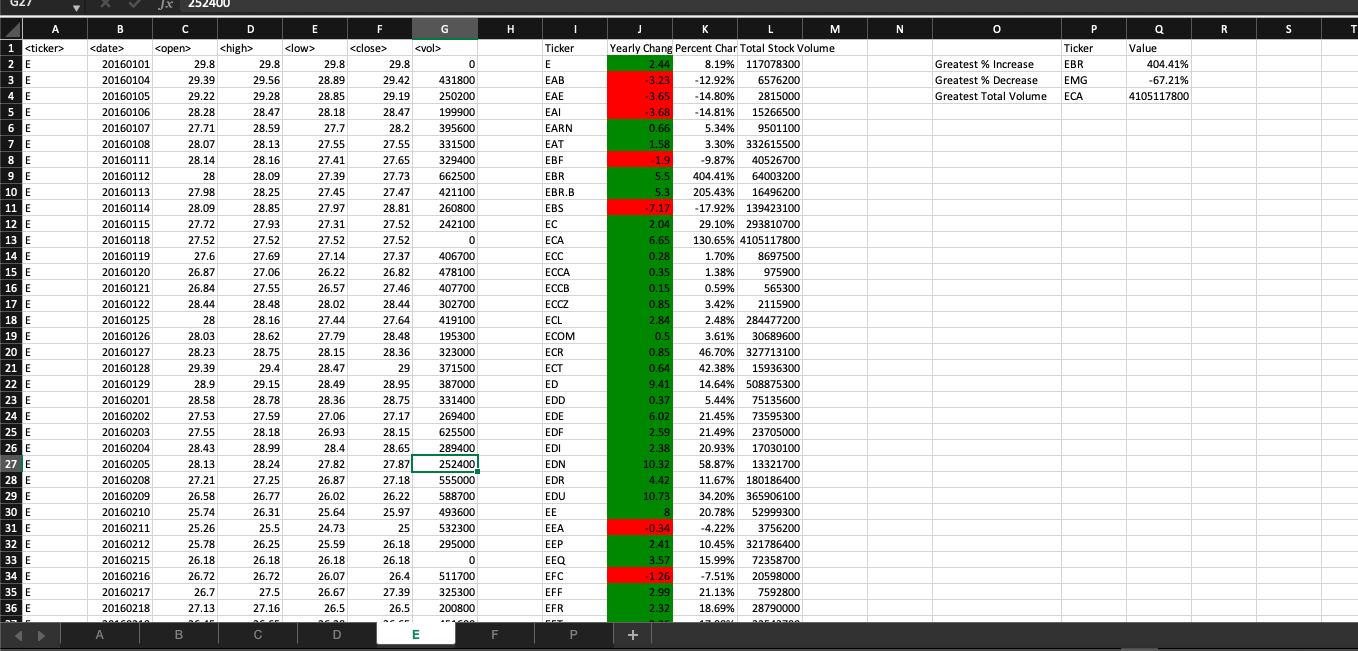 G27 fx 252400
A B C D E F G H I J K L M N O P Q R S T
1 <ticker> <date> <open> <high> <low> <close> <vol> Ticker Yearly Chang Percent Char Total Stock Volume Ticker Value
2 E 20160101 29.8 29.8 29.8 29.8 0 E 2.44 8.19% 117078300 Greatest % Increase EBR 404.41%
3 E 20160104 29.39 29.56 28.89 29.42 431800 EAB -3.23 -12.92% 6576200 Greatest % Decrease EMG -67.21%
4 E 20160105 29.22 29.28 28.85 29.19 250200 EAE -3.65 -14.80% 2815000 Greatest Total Volume ECA 4105117800
5 E 20160106 28.28 28.47 28.18 28.47 199900 EAI -3.68 -14.81% 15266500
6 E 20160107 27.71 28.59 27.7 28.2 395600 EARN 0.66 5.34% 9501100
7 E 20160108 28.07 28.13 27.55 27.55 331500 EAT 1.58 3.30% 332615500
8 E 20160111 28.14 28.16 27.41 27.65 329400 EBF -1.9 -9.87% 40526700
9 E 20160112 28 28.09 27.39 27.73 662500 EBR 5.5 404.41% 64003200
10 E 20160113 27.98 28.25 27.45 27.47 421100 EBR.B 5.3 205.43% 16496200
11 E 20160114 28.09 28.85 27.97 28.81 260800 EBS -7.17 -17.92% 139423100
12 E 20160115 27.72 27.93 27.31 27.52 242100 EC 2.04 29.10% 293810700
13 E 20160118 27.52 27.52 27.52 27.52 0 ECA 6.65 130.65% 4105117800
14 E 20160119 27.6 27.69 27.14 27.37 406700 ECC 0.28 1.70% 8697500
15 E 20160120 26.87 27.06 26.22 26.82 478100 ECCA 0.35 1.38% 975900
16 E 20160121 26.84 27.55 26.57 27.46 407700 ECCB 0.15 0.59% 565300
17 E 20160122 28.44 28.48 28.02 28.44 302700 ECCZ 0.85 3.42% 2115900
18 E 20160125 28 28.16 27.44 27.64 419100 ECL 2.84 2.48% 284477200
19 E 20160126 28.03 28.62 27.79 28.48 195300 ECOM 0.5 3.61% 30689600
20 E 20160127 28.23 28.75 28.15 28.36 323000 ECR 0.85 46.70% 327713100
21 E 20160128 29.39 29.4 28.47 29 371500 ECT 0.64 42.38% 15936300
22 E 20160129 28.9 29.15 28.49 28.95 387000 ED 9.41 14.64% 508875300
23 E 20160201 28.58 28.78 28.36 28.75 331400 EDD 0.37 5.44% 75135600
24 E 20160202 27.53 27.59 27.06 27.17 269400 EDE 6.02 21.45% 73595300
25 E 20160203 27.55 28.18 26.93 28.15 625500 EDF 2.59 21.49% 23705000
26 E 20160204 28.43 28.99 28.4 28.65 289400 EDI 2.38 20.93% 17030100
27 E 20160205 28.13 28.24 27.82 27.87 252400 EDN 10.32 58.87% 13321700
28 E 20160208 27.21 27.25 26.87 27.18 555000 EDR 4.42 11.67% 180186400
29 E 20160209 26.58 26.77 26.02 26.22 588700 EDU 10.73 34.20% 365906100
30 E 20160210 25.74 26.31 25.64 25.97 493600 EE 8 20.78% 52999300
31 E 20160211 25.26 25.5 24.73 25 532300 EEA -0.34 -4.22% 3756200
32 E 20160212 25.78 26.25 25.59 26.18 295000 EEP 2.41 10.45% 321786400
33 E 20160215 26.18 26.18 26.18 26.18 0 EEQ 3.57 15.99% 72358700
34 E 20160216 26.72 26.72 26.07 26.4 511700 EFC -1.26 -7.51% 20598000
35 E 20160217 26.7 27.5 26.67 27.39 325300 EFF 2.99 21.13% 7592800
36 E 20160218 27.13 27.16 26.5 26.5 200800 EFR 2.32 18.69% 28790000
A B C D E F P +